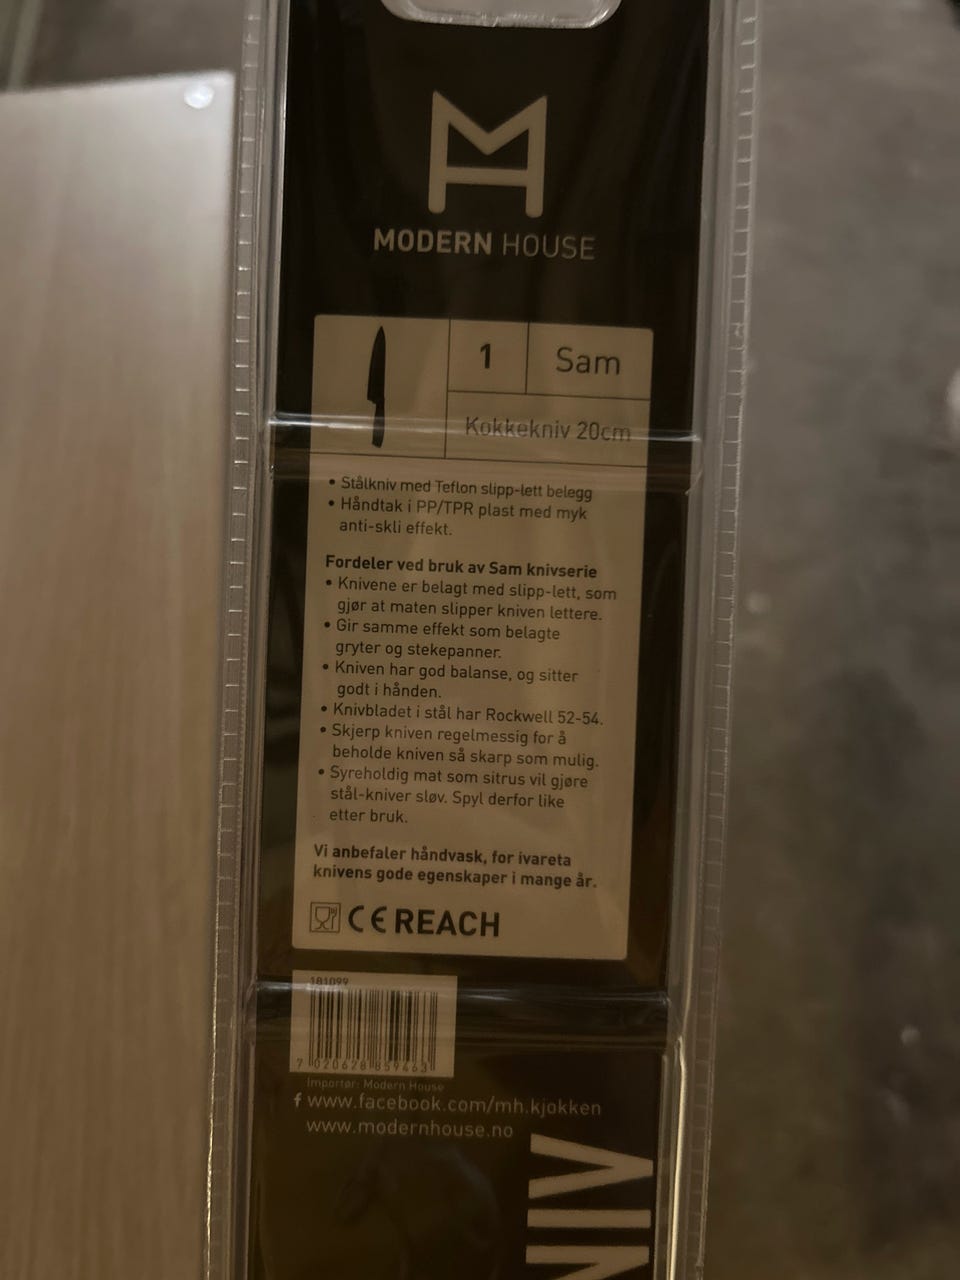 MODERN HOUSE
1
Sam
Kokkekniv 20cm
• Stålkniv med Teflon slipp-lett belegg
• Håndtak i PP/TPR plast med myk
anti-skli effekt.
Fordeler ved bruk av Sam knivserie
• Knivene er belagt med slipp-lett, som
gjør at maten slipper kniven lettere.
• Gir samme effekt som belagte
gryter og stekepanner.
• Kniven har god balanse, og sitter
godt i hånden.
• Knivbladet i stål har Rockwell 52-54.
• Skjerp kniven regelmessig for å
beholde kniven så skarp som mulig.
• Syreholdig mat som sitrus vil gjøre
stål-kniver sløv. Spyl derfor like
etter bruk.
Vi anbefaler håndvask, for ivareta
knivens gode egenskaper i mange år.
CE REACH
181099
7 020628 859463
Importør: Modern House
f www.facebook.com/mh.kjokken
www.modernhouse.no
NIV